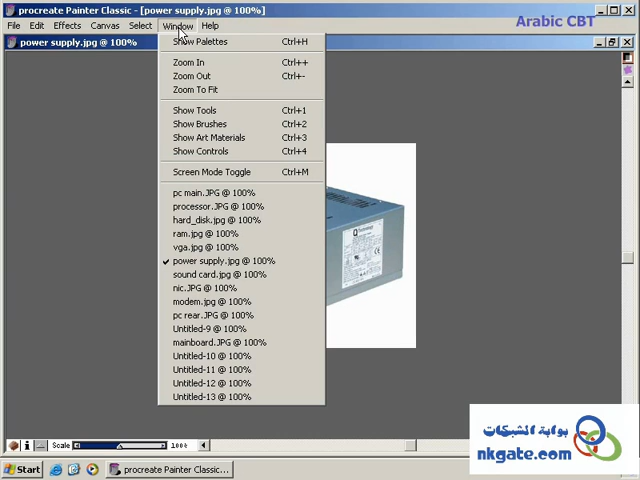 procreate Painter Classic - [power supply.jpg @ 100%]
File Edit Effects Canvas Select Window Help
Arabic CBT
power supply.jpg @ 100%
Show Palettes Ctrl+H
Zoom In Ctrl++
Zoom Out Ctrl+-
Zoom To Fit
Show Tools Ctrl+1
Show Brushes Ctrl+2
Show Art Materials Ctrl+3
Show Controls Ctrl+4
Screen Mode Toggle Ctrl+M
pc main.JPG @ 100%
processor.JPG @ 100%
hard_disk.jpg @ 100%
ram.jpg @ 100%
vga.jpg @ 100%
power supply.jpg @ 100%
sound card.jpg @ 100%
nic.JPG @ 100%
modem.jpg @ 100%
pc rear.JPG @ 100%
Untitled-9 @ 100%
mainboard.JPG @ 100%
Untitled-10 @ 100%
Untitled-11 @ 100%
Untitled-12 @ 100%
Untitled-13 @ 100%
Scale 100%
بوابة الشبكات
nkgate.com
Start procreate Painter Classic...